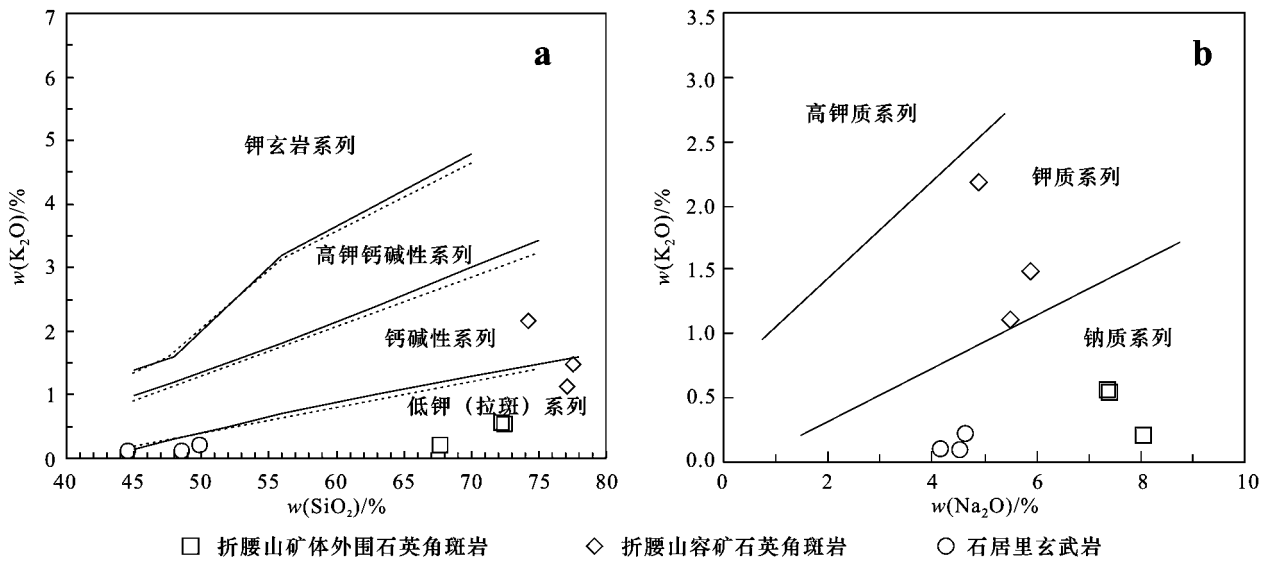 a
w(K₂O)/%
7
6
5
4
3
2
1
0
钾玄岩系列
高钾钙碱性系列
钙碱性系列
低钾（拉斑）系列
40 45 50 55 60 65 70 75 80
w(SiO₂)/%
b
w(K₂O)/%
3.5
3.0
2.5
2.0
1.5
1.0
0.5
0.0
高钾质系列
钾质系列
钠质系列
0 2 4 6 8 10
w(Na₂O)/%
折腰山矿体外围石英角斑岩 折腰山容矿石英角斑岩 石居里玄武岩